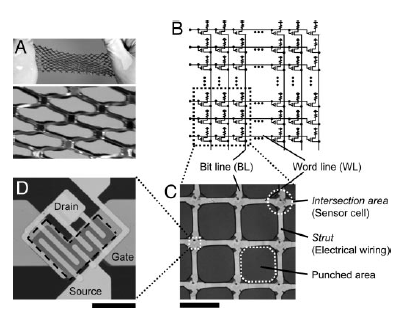 A
B
Bit line (BL)
Word line (WL)
D
Drain
Gate
Source
C
Intersection area
(Sensor cell)
Strut
(Electrical wiring)
Punched area